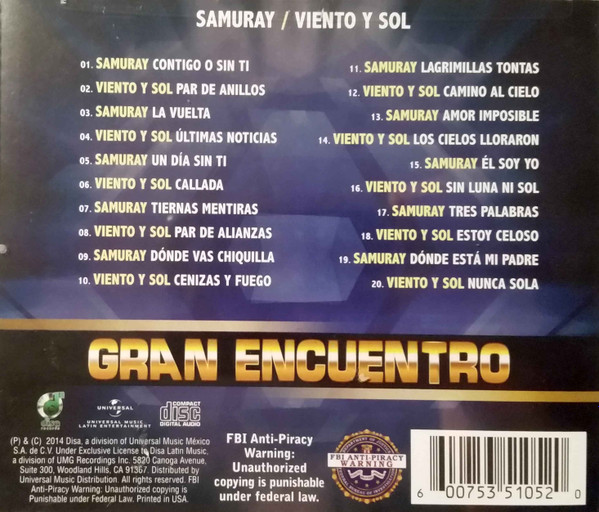 SAMURAY / VIENTO Y SOL
01. SAMURAY CONTIGO O SIN TI
02. VIENTO Y SOL PAR DE ANILLOS
03. SAMURAY LA VUELTA
04. VIENTO Y SOL ÚLTIMAS NOTICIAS
05. SAMURAY UN DÍA SIN TI
06. VIENTO Y SOL CALLADA
07. SAMURAY TIERNAS MENTIRAS
08. VIENTO Y SOL PAR DE ALIANZAS
09. SAMURAY DÓNDE VAS CHIQUILLA
10. VIENTO Y SOL CENIZAS Y FUEGO
11. SAMURAY LAGRIMILLAS TONTAS
12. VIENTO Y SOL CAMINO AL CIELO
13. SAMURAY AMOR IMPOSIBLE
14. VIENTO Y SOL LOS CIELOS LLORARON
15. SAMURAY ÉL SOY YO
16. VIENTO Y SOL SIN LUNA NI SOL
17. SAMURAY TRES PALABRAS
18. VIENTO Y SOL ESTOY CELOSO
19. SAMURAY DÓNDE ESTÁ MI PADRE
20. VIENTO Y SOL NUNCA SOLA
GRAN ENCUENTRO
UNIVERSAL
UNIVERSAL MUSIC
LATIN ENTERTAINMENT
COMPACT
disc
DIGITAL AUDIO
(P) & (C) 2014 Disa, a division of Universal Music México
S.A. de C.V. Under Exclusive License to Disa Latin Music,
a division of UMG Recordings Inc. 5820 Canoga Avenue,
Suite 300, Woodland Hills, CA 91367. Distributed by
Universal Music Distribution. All rights reserved. FBI
Anti-Piracy Warning: Unauthorized copying is
Punishable under Federal Law. Printed in USA.
FBI Anti-Piracy
Warning:
Unauthorized
copying is punishable
under federal law.
FBI ANTI-PIRACY
WARNING
6 00753 51052 0